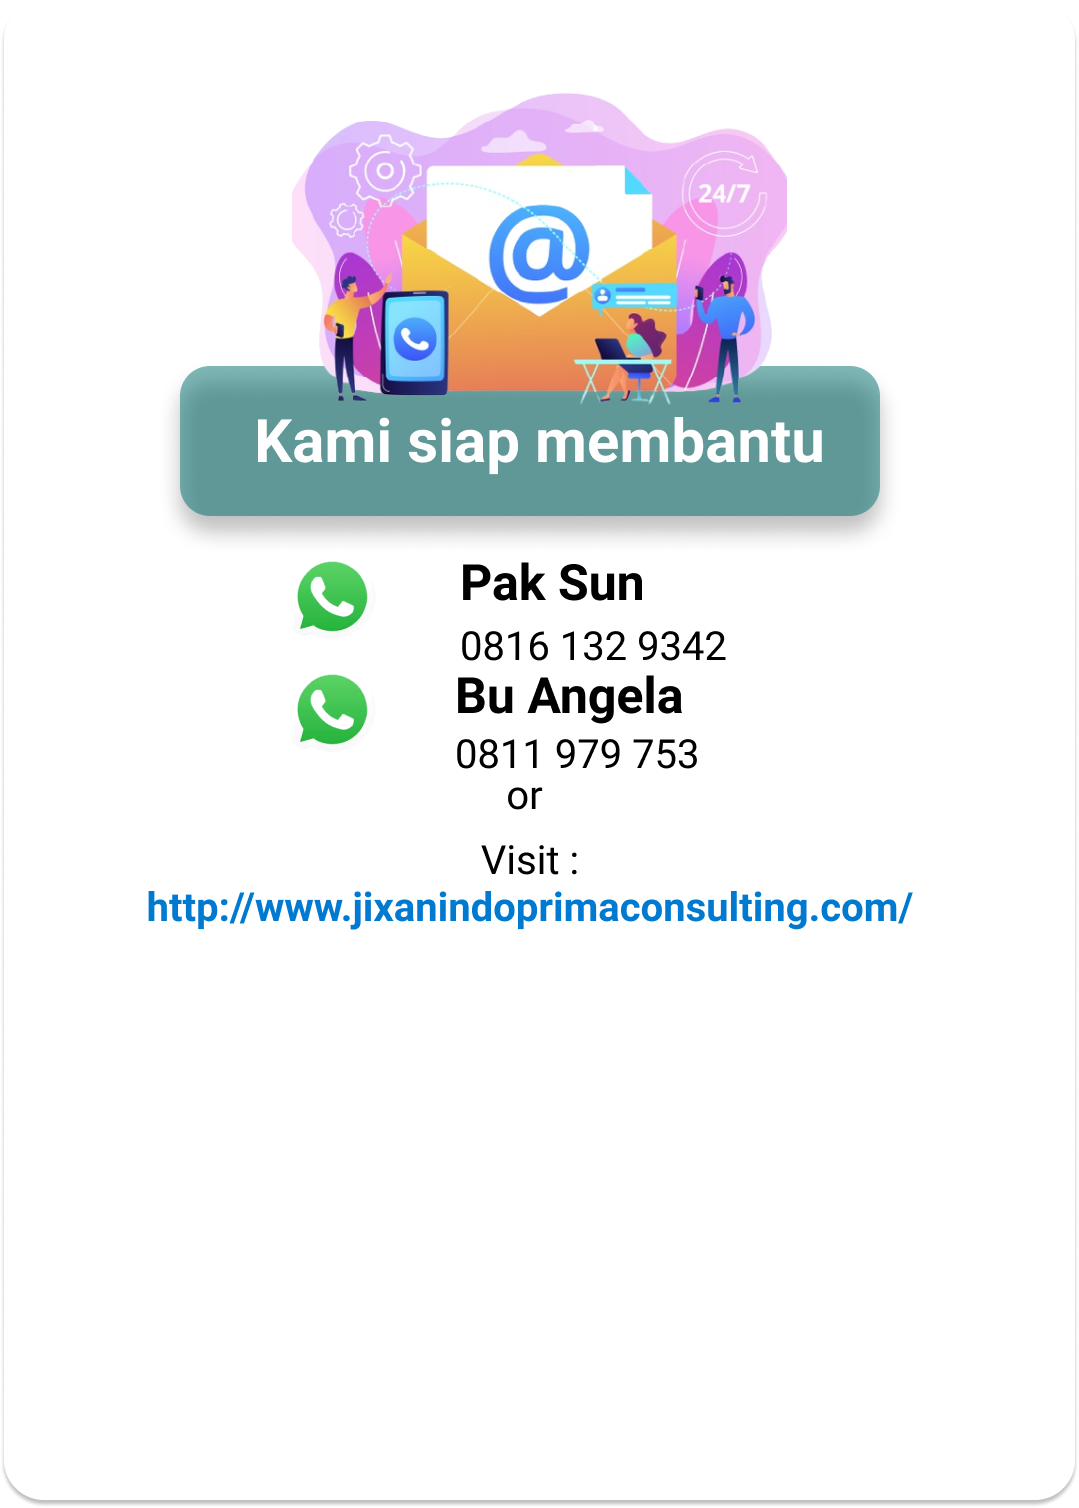 24/7
@
Kami siap membantu
Pak Sun
0816 132 9342
Bu Angela
0811 979 753
or
Visit :
http://www.jixanindoprimaconsulting.com/